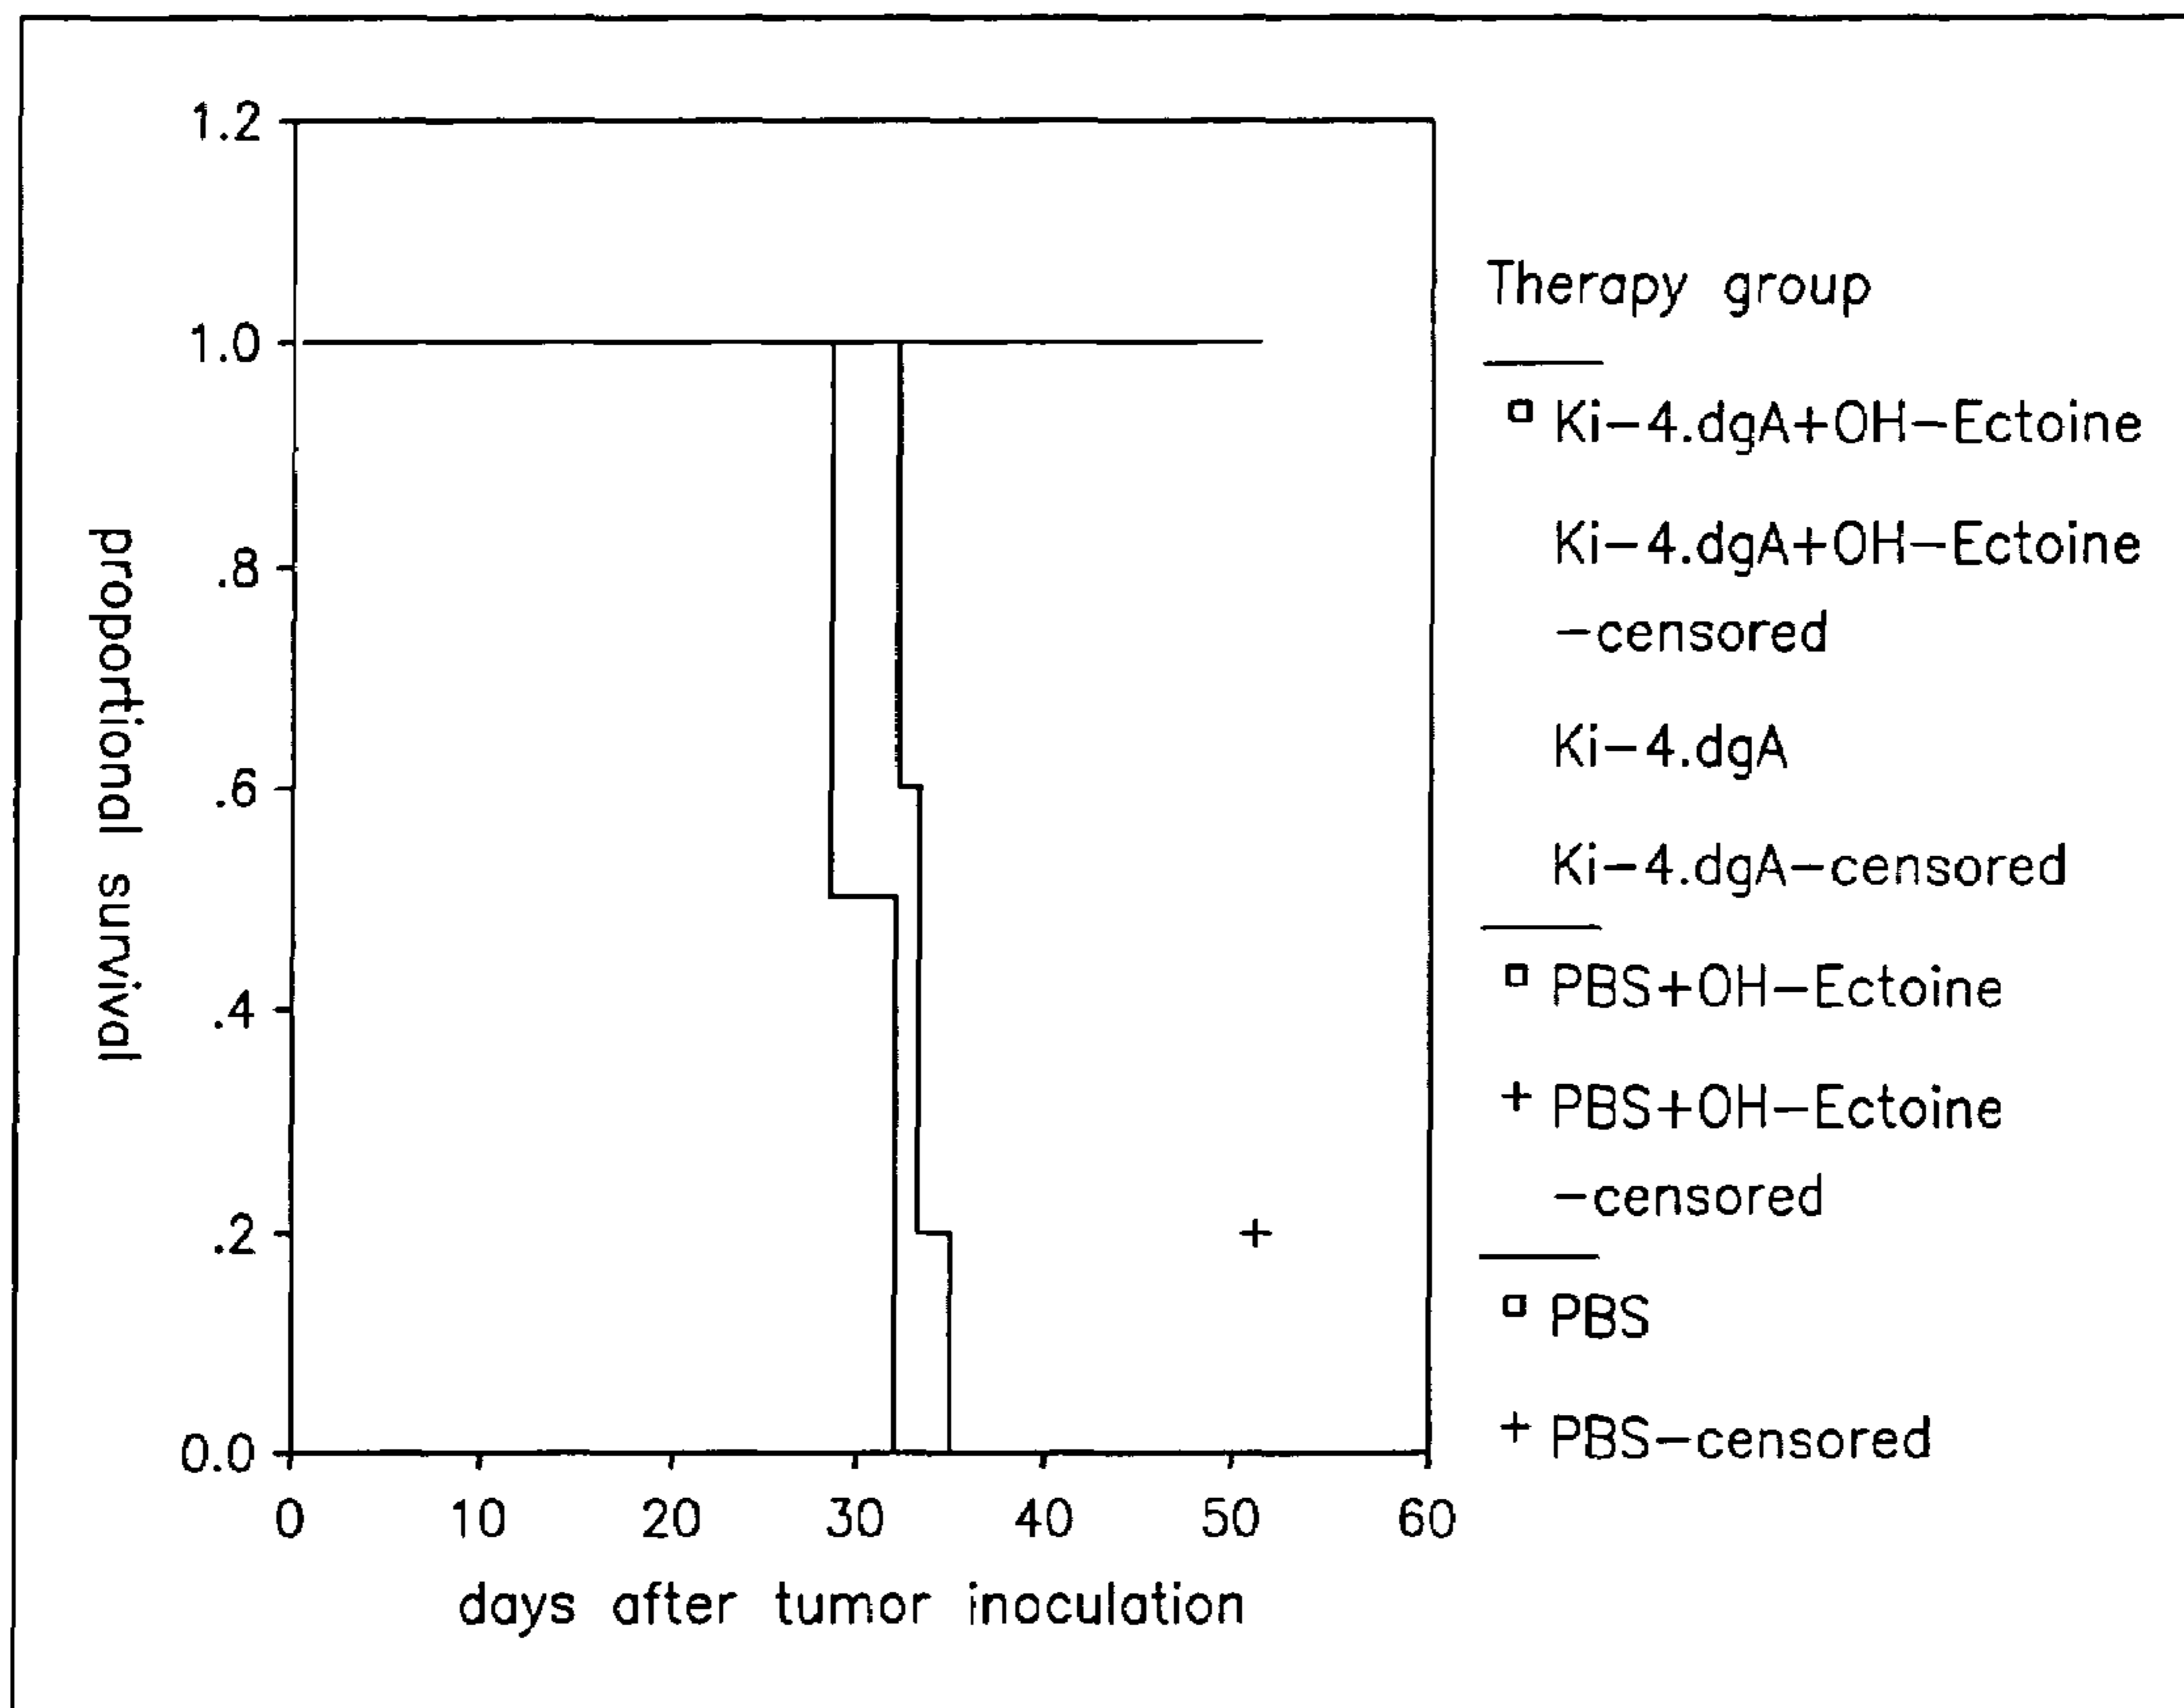 1.2
1.0
.8
.6
.4
.2
0.0
proportional survival
0 10 20 30 40 50 60
days after tumor inoculation
Therapy group
Ki-4.dgA+OH-Ectoine
Ki-4.dgA+OH-Ectoine
-censored
Ki-4.dgA
Ki-4.dgA-censored
PBS+OH-Ectoine
+ PBS+OH-Ectoine
-censored
PBS
+ PBS-censored